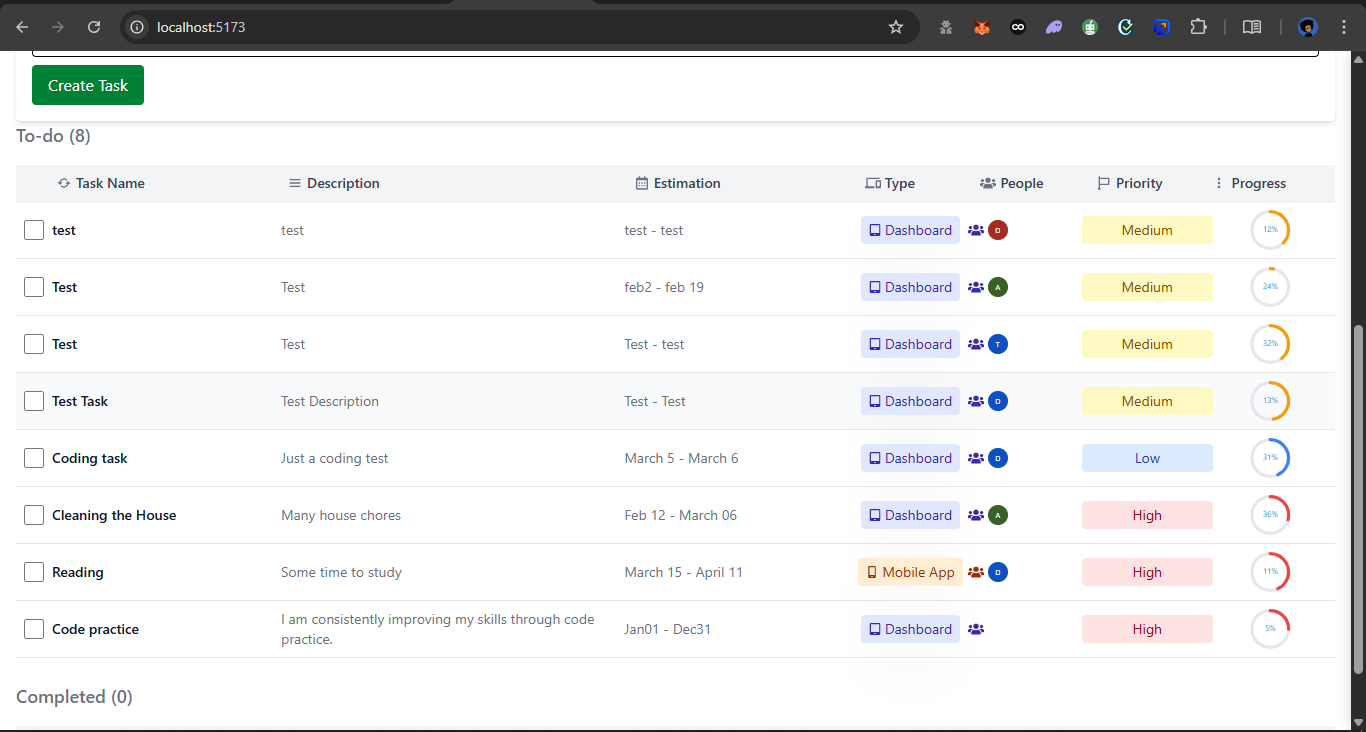 localhost:5173
Create Task
To-do (8)
Task Name Description Estimation Type People Priority Progress
test test test - test Dashboard D Medium 12%
Test Test feb2 - feb 19 Dashboard A Medium 24%
Test Test Test - test Dashboard T Medium 32%
Test Task Test Description Test - Test Dashboard D Medium 13%
Coding task Just a coding test March 5 - March 6 Dashboard D Low 31%
Cleaning the House Many house chores Feb 12 - March 06 Dashboard A High 36%
Reading Some time to study March 15 - April 11 Mobile App D High 11%
Code practice I am consistently improving my skills through code
practice. Jan01 - Dec31 Dashboard High 5%
Completed (0)